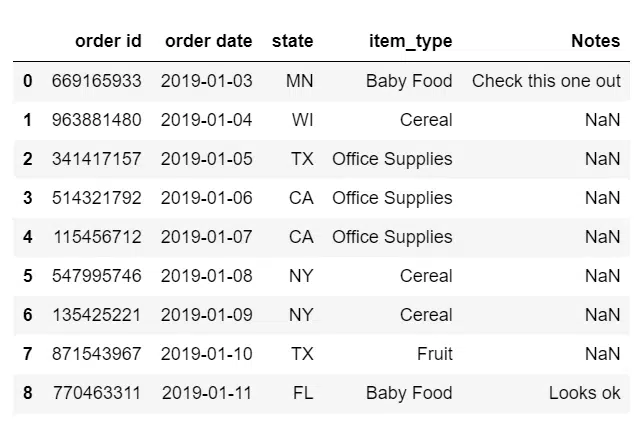 order id order date state item_type Notes
0 669165933 2019-01-03 MN Baby Food Check this one out
1 963881480 2019-01-04 WI Cereal NaN
2 341417157 2019-01-05 TX Office Supplies NaN
3 514321792 2019-01-06 CA Office Supplies NaN
4 115456712 2019-01-07 CA Office Supplies NaN
5 547995746 2019-01-08 NY Cereal NaN
6 135425221 2019-01-09 NY Cereal NaN
7 871543967 2019-01-10 TX Fruit NaN
8 770463311 2019-01-11 FL Baby Food Looks ok